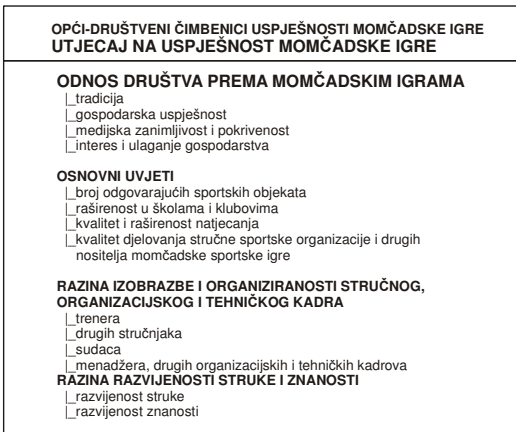 OPĆI-DRUŠTVENI ČIMBENICI USPJEŠNOSTI MOMČADSKE IGRE
UTJECAJ NA USPJEŠNOST MOMČADSKE IGRE
ODNOS DRUŠTVA PREMA MOMČADSKIM IGRAMA
|_tradicija
|_gospodarska uspješnost
|_medijska zanimljivost i pokrivenost
|_interes i ulaganje gospodarstva
OSNOVNI UVJETI
|_broj odgovarajućih sportskih objekata
|_raširenost u školama i klubovima
|_kvalitet i raširenost natjecanja
|_kvalitet djelovanja stručne sportske organizacije i drugih
nositelja momčadske sportske igre
RAZINA IZOBRAZBE I ORGANIZIRANOSTI STRUČNOG,
ORGANIZACIJSKOG I TEHNIČKOG KADRA
|_trenera
|_drugih stručnjaka
|_sudaca
|_menadžera, drugih organizacijskih i tehničkih kadrova
RAZINA RAZVIJENOSTI STRUKE I ZNANOSTI
|_razvijenost struke
|_razvijenost znanosti